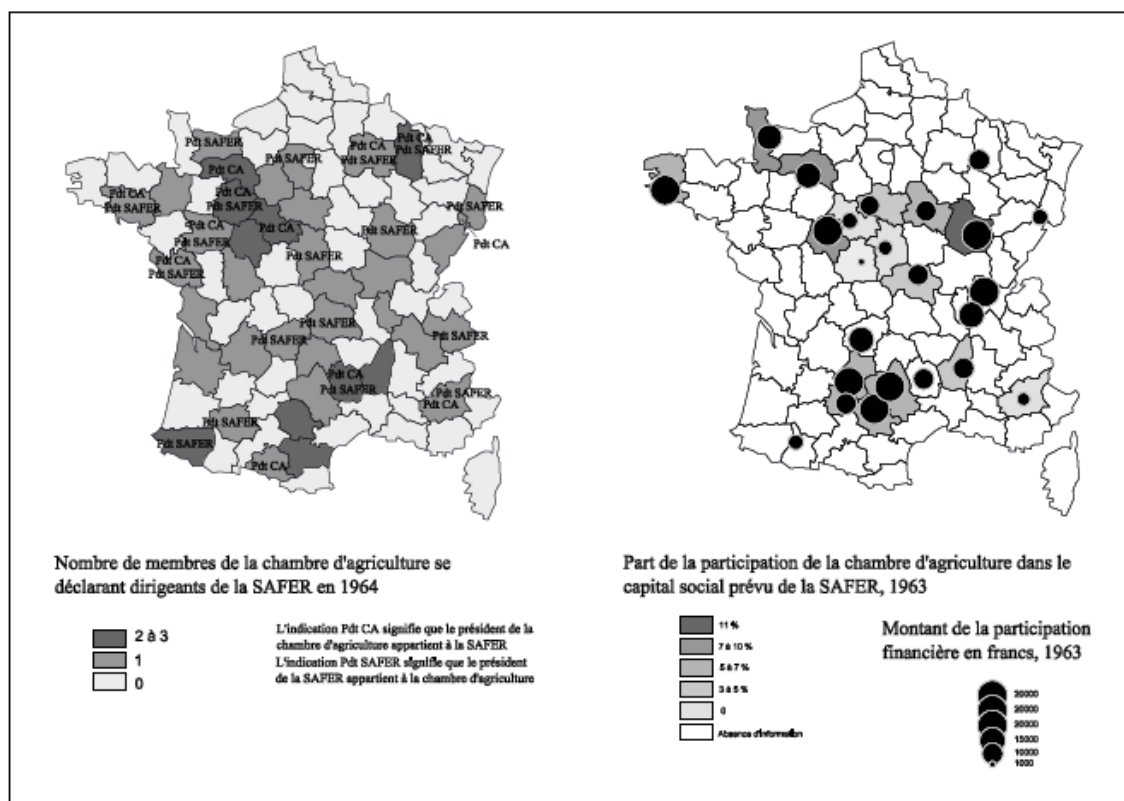 Pdt SAFER
Pdt CA
Pdt SAFER
Pdt CA
Pdt SAFER
Pdt SAFER
Pdt CA
Pdt CA
Pdt SAFER
Pdt CA
Pdt SAFER
Pdt SAFER
Pdt CA
Pdt SAFER
Pdt CA
Pdt SAFER
Pdt CA
Pdt CA
Pdt SAFER
Pdt SAFER
Pdt SAFER
Pdt SAFER
Pdt CA
Pdt SAFER
Pdt SAFER
Pdt CA
Pdt SAFER
Pdt SAFER
Pdt CA
Nombre de membres de la chambre d'agriculture se
déclarant dirigeants de la SAFER en 1964
2 à 3
1
0
L'indication Pdt CA signifie que le président de la
chambre d'agriculture appartient à la SAFER
L'indication Pdt SAFER signifie que le président
de la SAFER appartient à la chambre d'agriculture
Part de la participation de la chambre d'agriculture dans le
capital social prévu de la SAFER, 1963
11 %
7 à 10 %
5 à 7 %
3 à 5 %
0
Absence d'information
Montant de la participation
financière en francs, 1963
20000
20000
15000
10000
1000